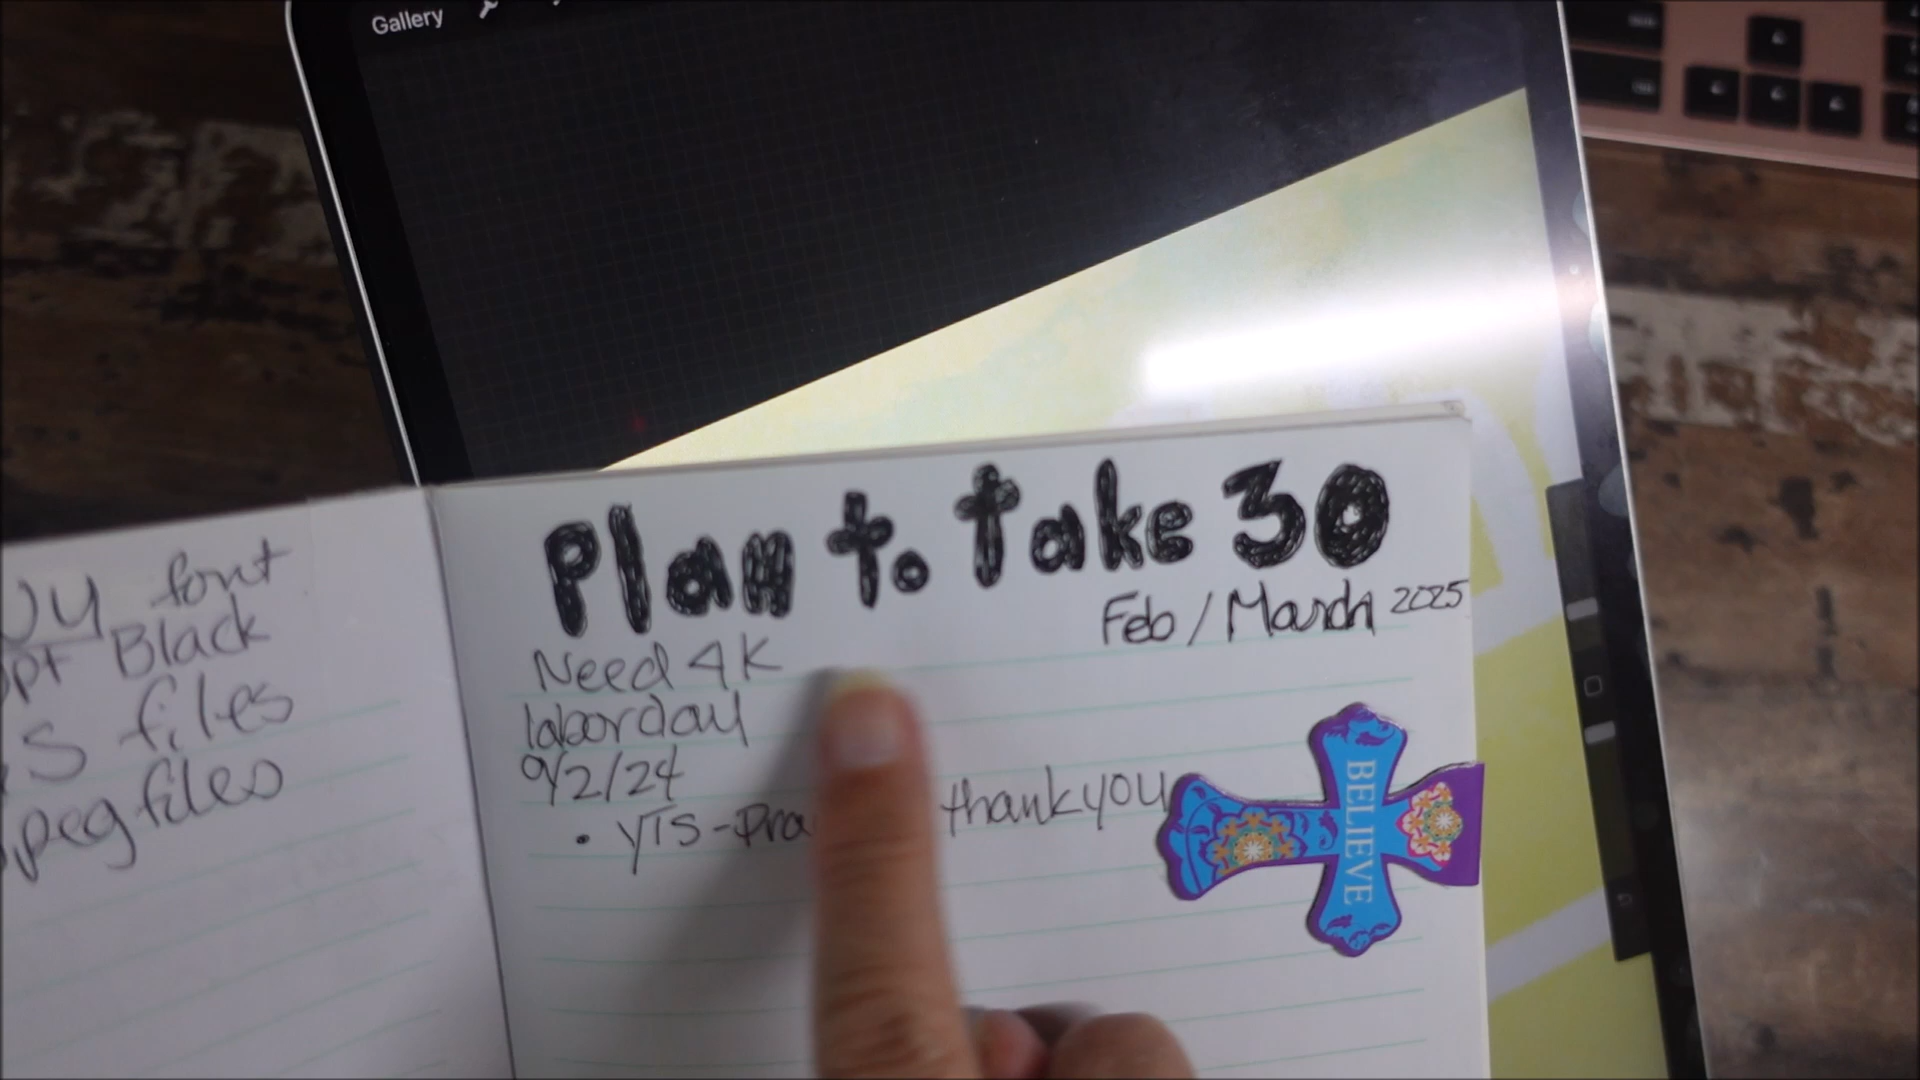 Gallery
font
Black
files
files
Plan to Take 30
Feb / March 2025
Need 4K
laborday
9/2/24
• YTS - thankyou
BELIEVE